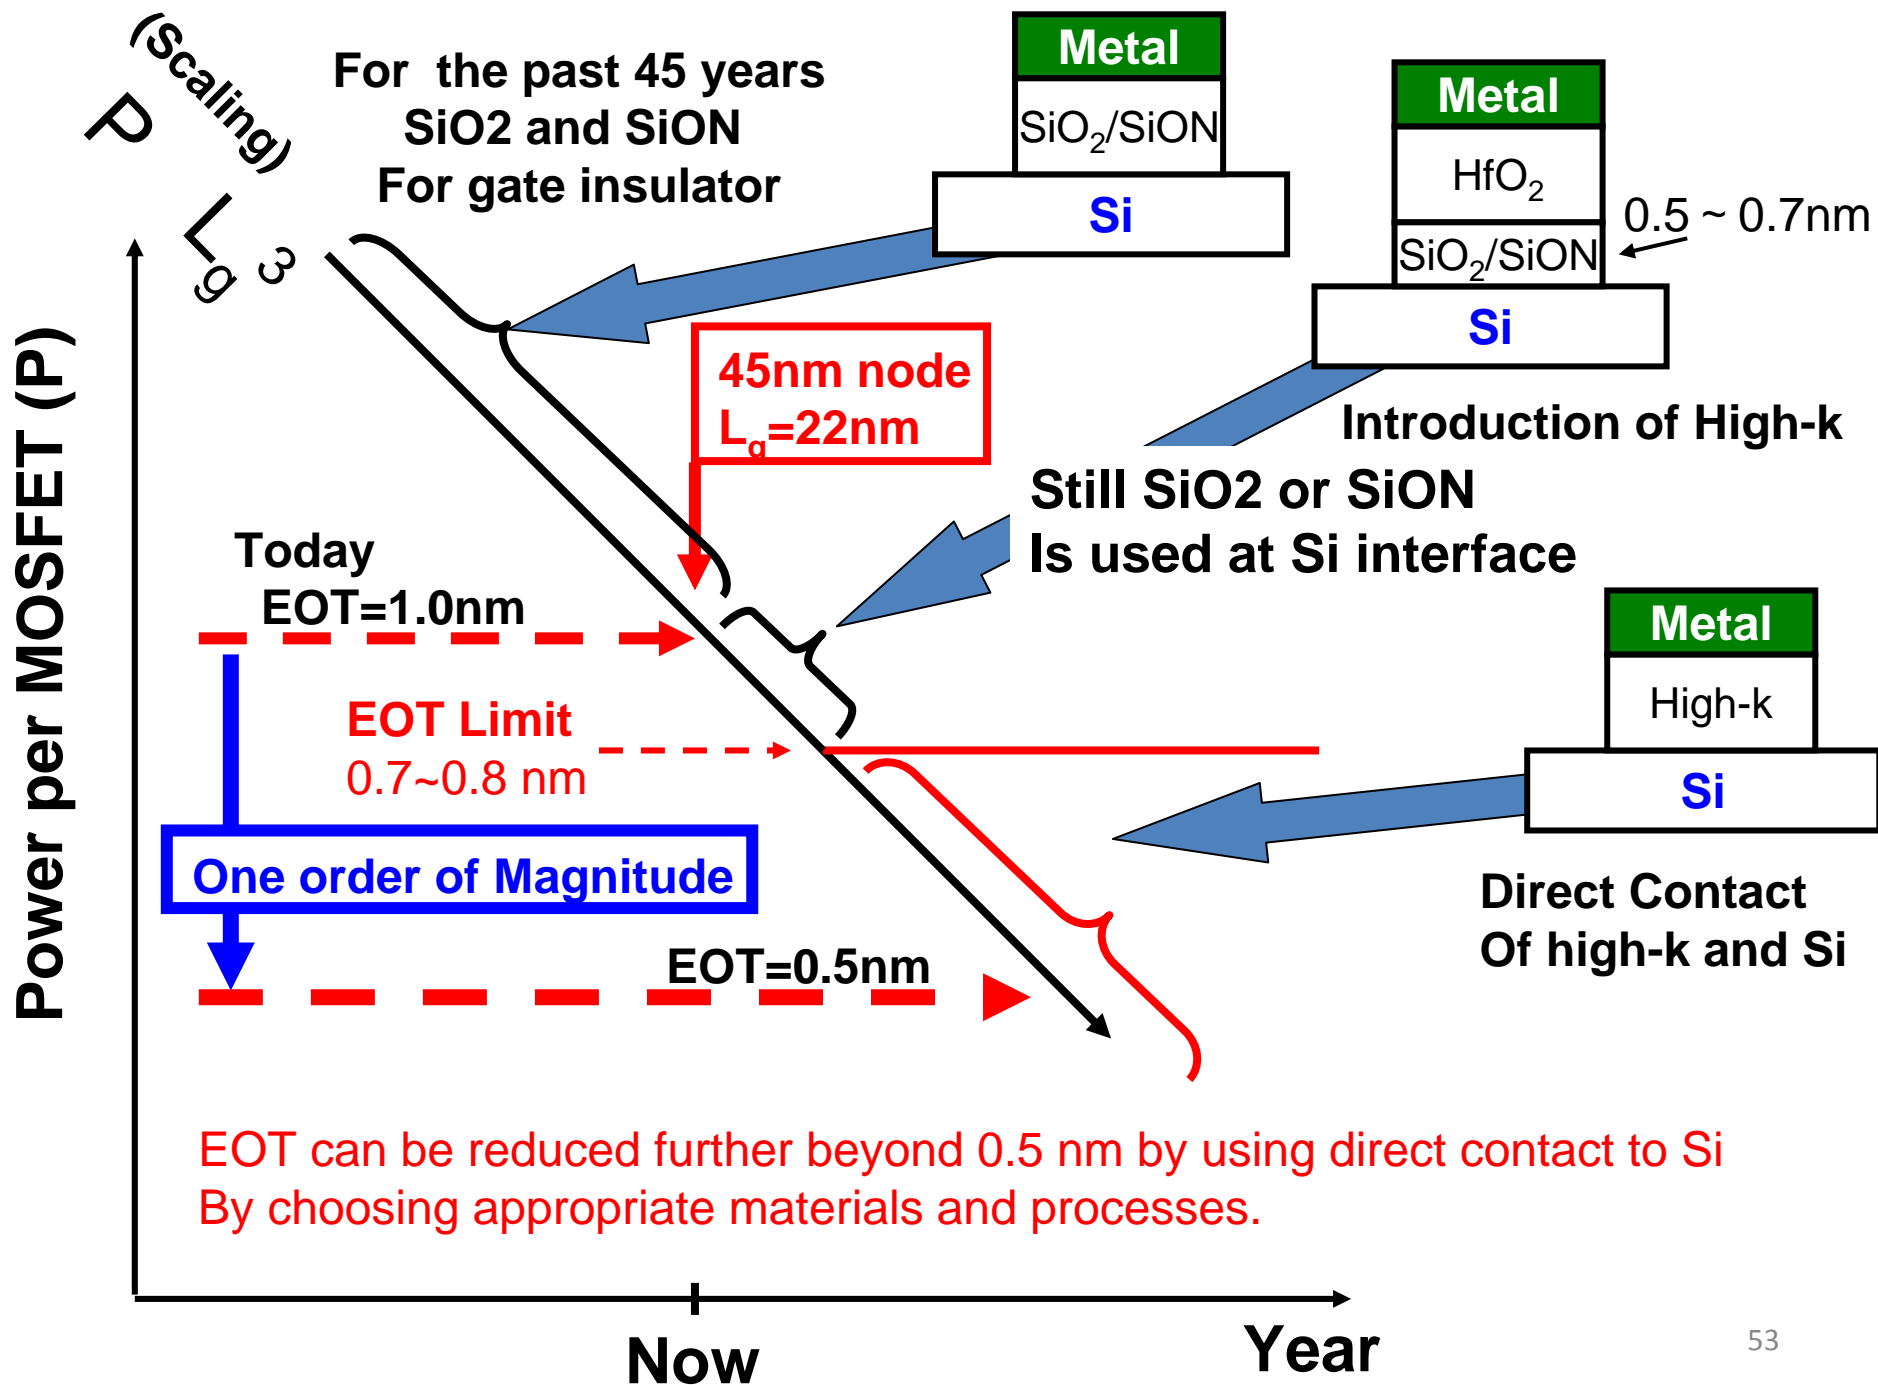 (Scaling)
P
Lg 3
For the past 45 years
SiO2 and SiON
For gate insulator
Metal
SiO2/SiON
Si
Metal
HfO2
SiO2/SiON
Si
0.5 ~ 0.7nm
Introduction of High-k
45nm node
Lg=22nm
Still SiO2 or SiON
Is used at Si interface
Power per MOSFET (P)
Today
EOT=1.0nm
EOT Limit
0.7~0.8 nm
Metal
High-k
Si
One order of Magnitude
Direct Contact
Of high-k and Si
EOT=0.5nm
EOT can be reduced further beyond 0.5 nm by using direct contact to Si
By choosing appropriate materials and processes.
Now
Year
53